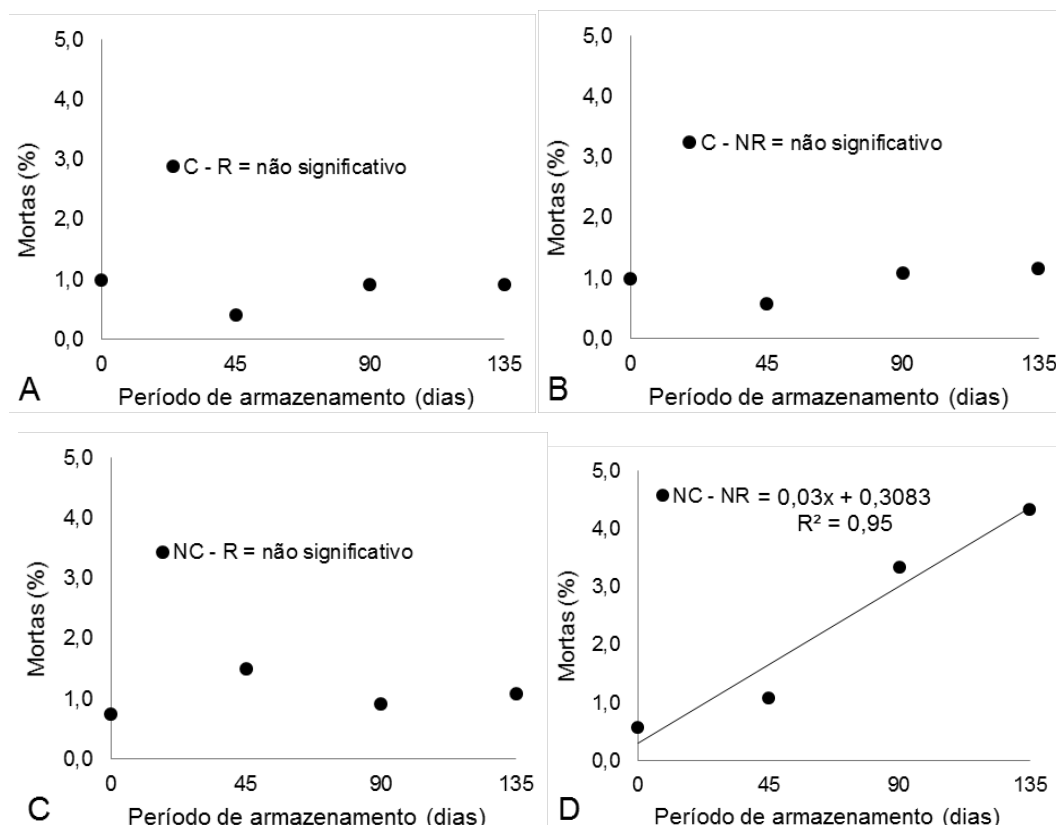 5,0
4,0
3,0
2,0
1,0
0,0
Mortas (%)
C - R = não significativo
0 45 90 135
Período de armazenamento (dias)
A
5,0
4,0
3,0
2,0
1,0
0,0
Mortas (%)
C - NR = não significativo
0 45 90 135
Período de armazenamento (dias)
B
5,0
4,0
3,0
2,0
1,0
0,0
Mortas (%)
NC - R = não significativo
0 45 90 135
Período de armazenamento (dias)
C
5,0
4,0
3,0
2,0
1,0
0,0
Mortas (%)
NC - NR = 0,03x + 0,3083
R² = 0,95
0 45 90 135
Período de armazenamento (dias)
D